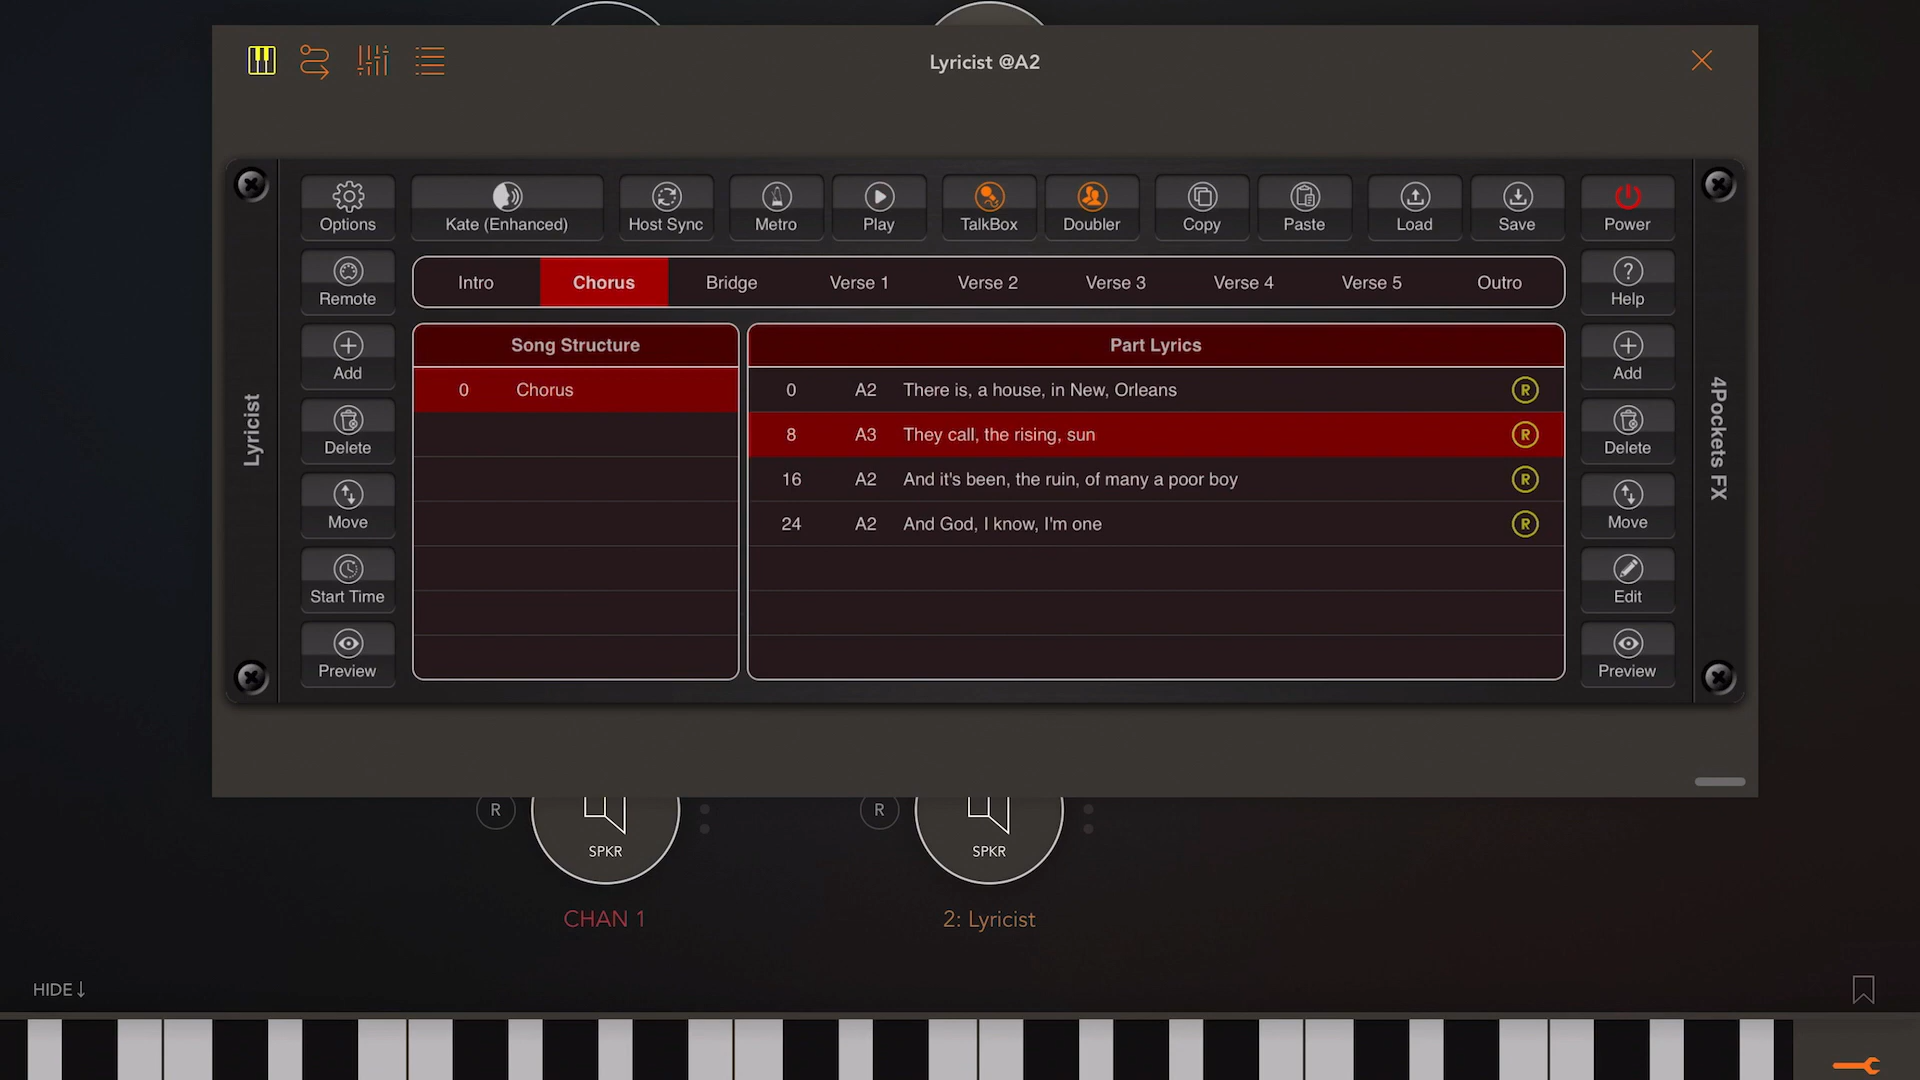 Lyricist @A2
Options
Kate (Enhanced)
Host Sync
Metro
Play
TalkBox
Doubler
Copy
Paste
Load
Save
Power
Remote
Intro
Chorus
Bridge
Verse 1
Verse 2
Verse 3
Verse 4
Verse 5
Outro
? Help
Song Structure
Part Lyrics
Add
Add
0 Chorus
0 A2 There is, a house, in New, Orleans R
8 A3 They call, the rising, sun R
16 A2 And it's been, the ruin, of many a poor boy R
24 A2 And God, I know, I'm one R
Delete
Delete
Move
Move
Start Time
Edit
Preview
Preview
Lyricist
4Pockets FX
R
SPKR
R
SPKR
CHAN 1
2: Lyricist
HIDE↓